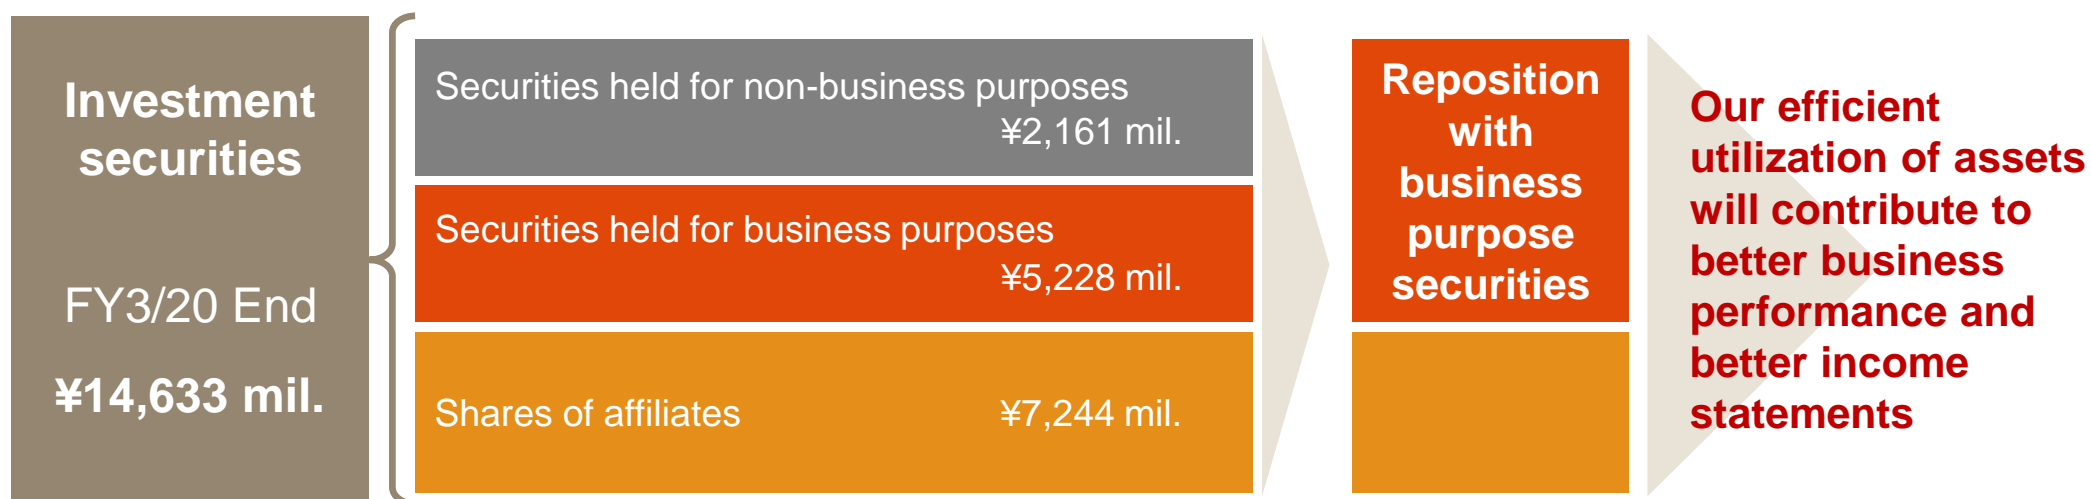 Investment
securities
FY3/20 End
¥14,633 mil.
Securities held for non-business purposes
¥2,161 mil.
Securities held for business purposes
¥5,228 mil.
Shares of affiliates ¥7,244 mil.
Reposition
with
business
purpose
securities
Our efficient
utilization of assets
will contribute to
better business
performance and
better income
statements